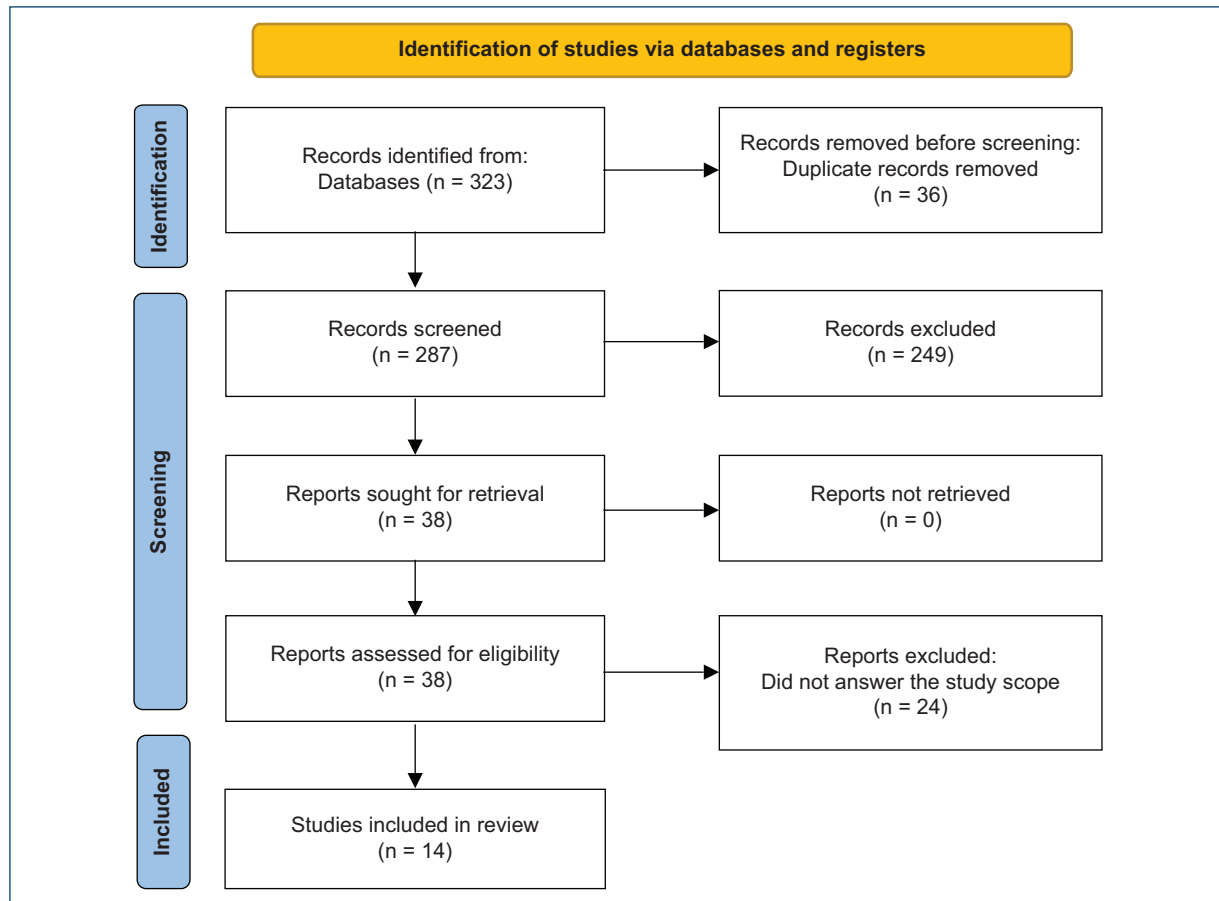 Identification of studies via databases and registers
Identification
Records identified from:
Databases (n = 323)
Records removed before screening:
Duplicate records removed
(n = 36)
Screening
Records screened
(n = 287)
Records excluded
(n = 249)
Reports sought for retrieval
(n = 38)
Reports not retrieved
(n = 0)
Reports assessed for eligibility
(n = 38)
Reports excluded:
Did not answer the study scope
(n = 24)
Included
Studies included in review
(n = 14)